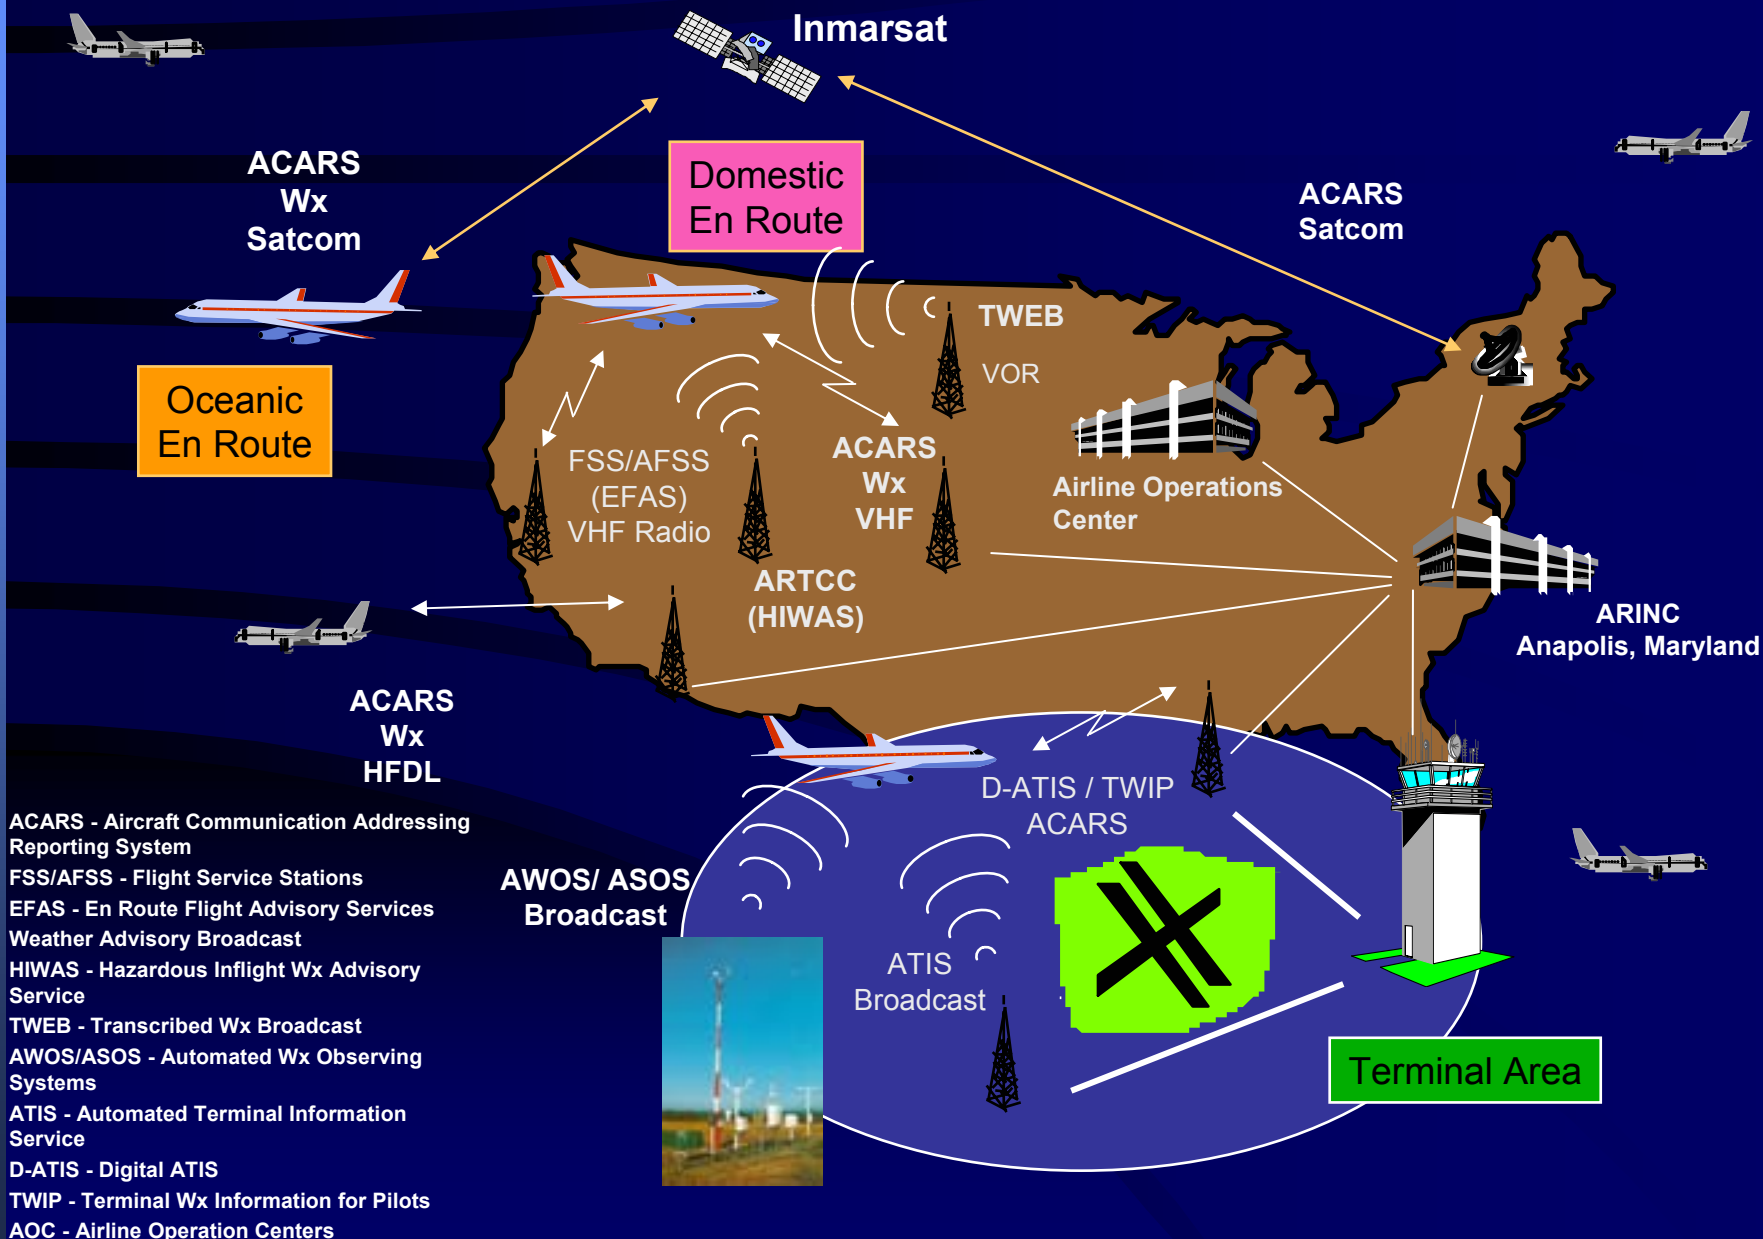 Inmarsat
ACARS
Wx
Satcom
Domestic
En Route
ACARS
Satcom
TWEB
VOR
Oceanic
En Route
FSS/AFSS
(EFAS)
VHF Radio
ACARS
Wx
VHF
Airline Operations
Center
ARTCC
(HIWAS)
ARINC
Anapolis, Maryland
ACARS
Wx
HFDL
D-ATIS / TWIP
ACARS
AWOS/ ASOS
Broadcast
ATIS
Broadcast
Terminal Area
ACARS - Aircraft Communication Addressing
Reporting System
FSS/AFSS - Flight Service Stations
EFAS - En Route Flight Advisory Services
Weather Advisory Broadcast
HIWAS - Hazardous Inflight Wx Advisory
Service
TWEB - Transcribed Wx Broadcast
AWOS/ASOS - Automated Wx Observing
Systems
ATIS - Automated Terminal Information
Service
D-ATIS - Digital ATIS
TWIP - Terminal Wx Information for Pilots
AOC - Airline Operation Centers